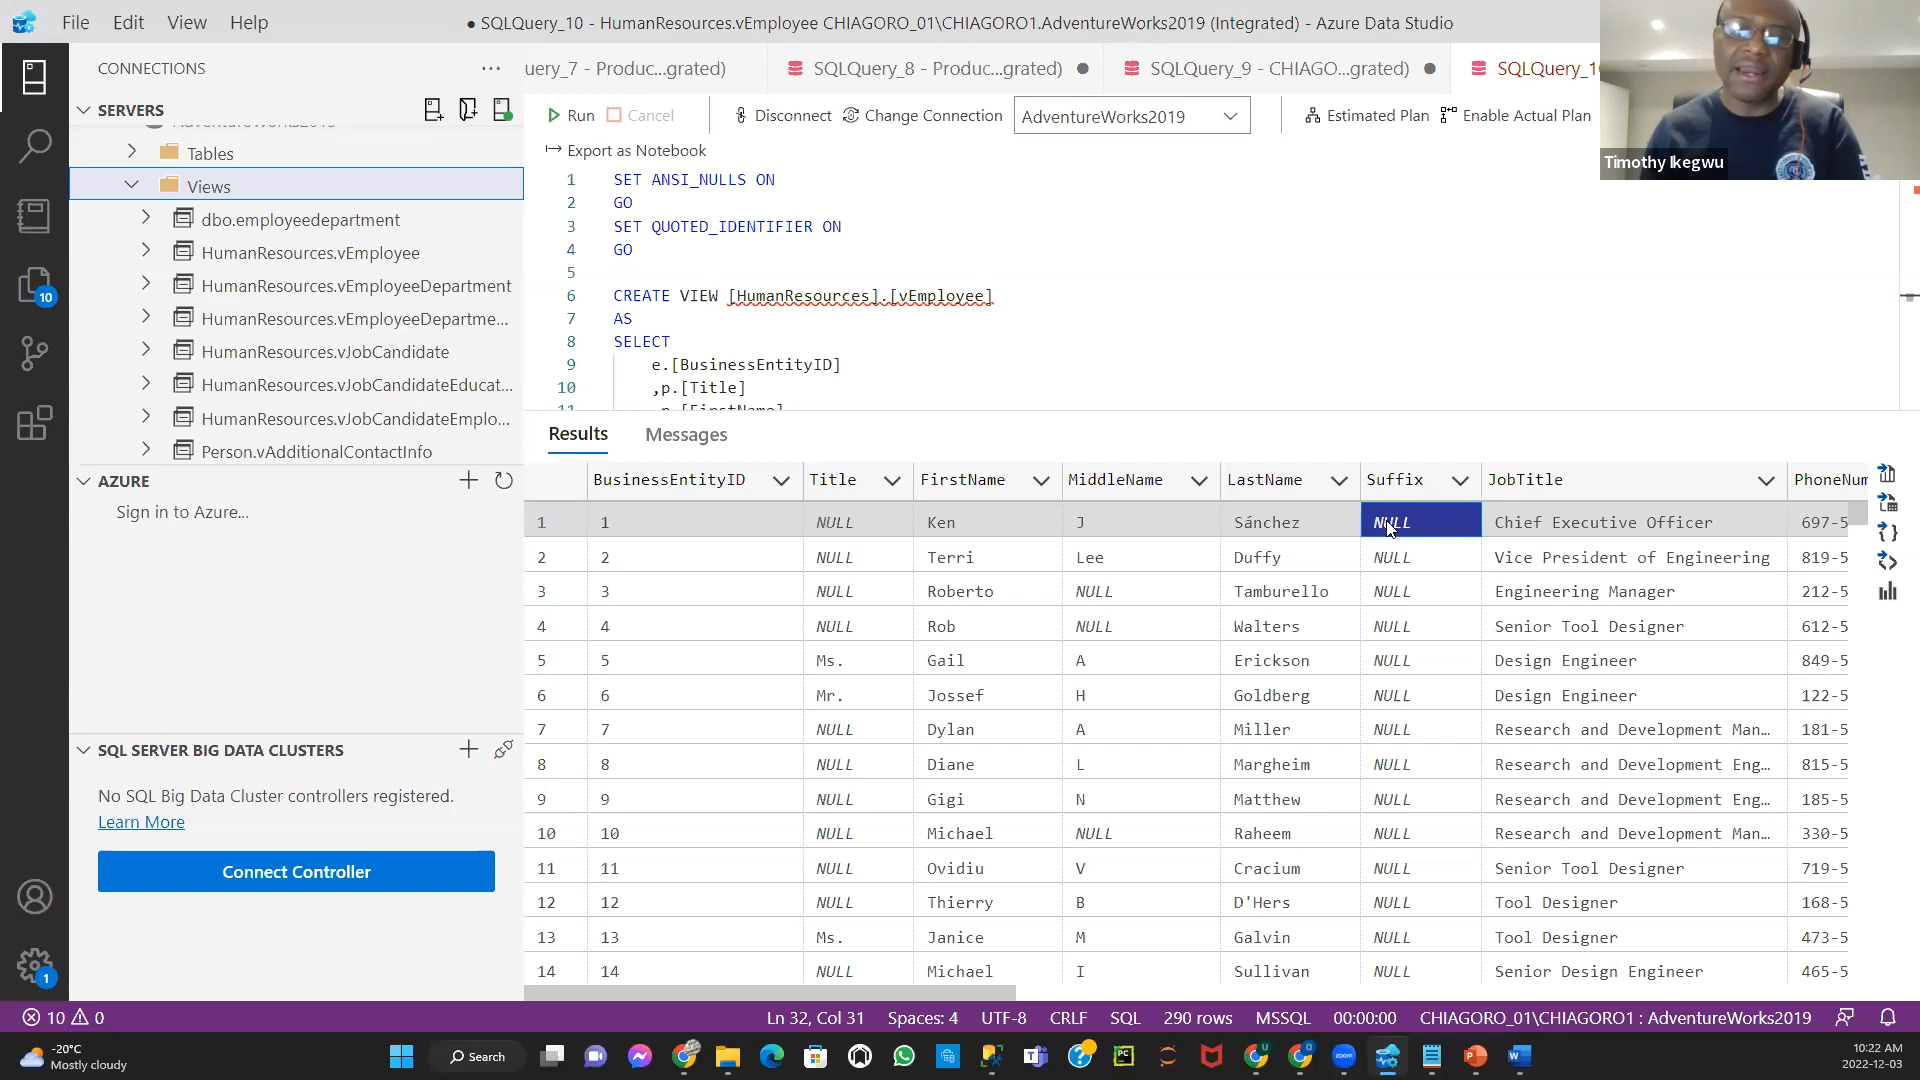 File Edit View Help
● SQLQuery_10 - HumanResources.vEmployee CHIAGORO_01\CHIAGORO1.AdventureWorks2019 (Integrated) - Azure Data Studio
CONNECTIONS
uery_7 - Produc...grated)
SQLQuery_8 - Produc...grated) ●
SQLQuery_9 - CHIAGO...grated) ●
SQLQuery_10
SERVERS
Tables
Views
dbo.employeedepartment
HumanResources.vEmployee
HumanResources.vEmployeeDepartment
HumanResources.vEmployeeDepartme...
HumanResources.vJobCandidate
HumanResources.vJobCandidateEducat...
HumanResources.vJobCandidateEmplo...
Person.vAdditionalContactInfo
AZURE
Sign in to Azure...
SQL SERVER BIG DATA CLUSTERS
No SQL Big Data Cluster controllers registered.
Learn More
Connect Controller
Run Cancel Disconnect Change Connection AdventureWorks2019 Estimated Plan Enable Actual Plan
Export as Notebook
Timothy Ikegwu
1 SET ANSI_NULLS ON
2 GO
3 SET QUOTED_IDENTIFIER ON
4 GO
5
6 CREATE VIEW [HumanResources].[vEmployee]
7 AS
8 SELECT
9 e.[BusinessEntityID]
10 ,p.[Title]
11 ,p.[FirstName]
Results Messages
BusinessEntityID Title FirstName MiddleName LastName Suffix JobTitle PhoneNum
1 1 NULL Ken J Sánchez NULL Chief Executive Officer 697-5
2 2 NULL Terri Lee Duffy NULL Vice President of Engineering 819-5
3 3 NULL Roberto NULL Tamburello NULL Engineering Manager 212-5
4 4 NULL Rob NULL Walters NULL Senior Tool Designer 612-5
5 5 Ms. Gail A Erickson NULL Design Engineer 849-5
6 6 Mr. Jossef H Goldberg NULL Design Engineer 122-5
7 7 NULL Dylan A Miller NULL Research and Development Man… 181-5
8 8 NULL Diane L Margheim NULL Research and Development Eng… 815-5
9 9 NULL Gigi N Matthew NULL Research and Development Eng… 185-5
10 10 NULL Michael NULL Raheem NULL Research and Development Man… 330-5
11 11 NULL Ovidiu V Cracium NULL Senior Tool Designer 719-5
12 12 NULL Thierry B D'Hers NULL Tool Designer 168-5
13 13 Ms. Janice M Galvin NULL Tool Designer 473-5
14 14 NULL Michael I Sullivan NULL Senior Design Engineer 465-5
10 0 Ln 32, Col 31 Spaces: 4 UTF-8 CRLF SQL 290 rows MSSQL 00:00:00 CHIAGORO_01\CHIAGORO1 : AdventureWorks2019
-20°C
Mostly cloudy
Search
10:22 AM
2022-12-03
10
1